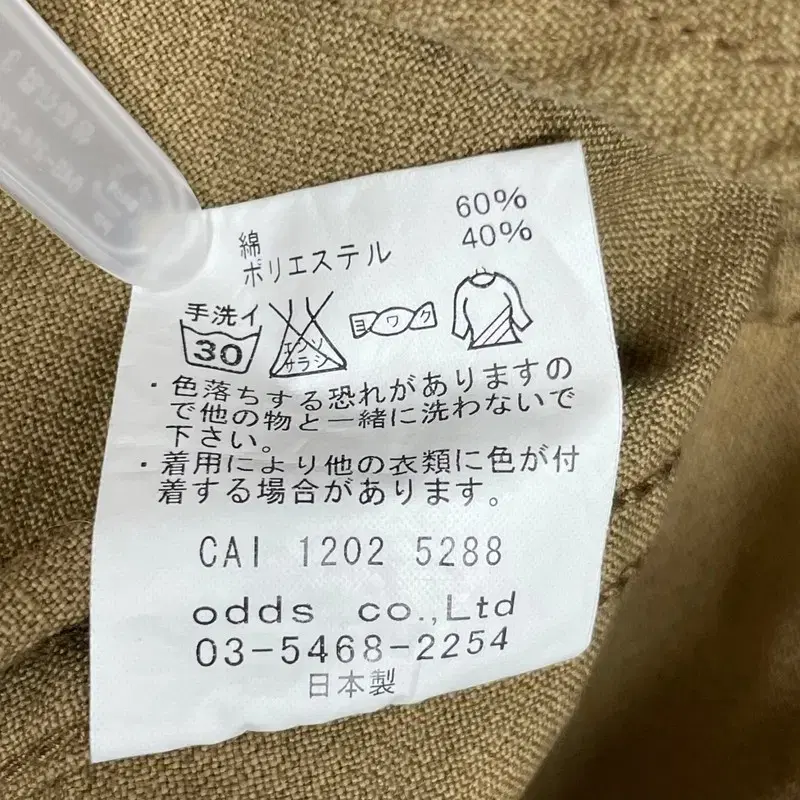 綿 60%
ポリエステル 40%
手洗イ
30
エンソ
サラシ
ヨワク
・色落ちする恐れがありますの
で他の物と一緒に洗わないで
下さい。
・着用により他の衣類に色が付
着する場合があります。
CAI 1202 5288
odds co.,Ltd
03-5468-2254
日本製